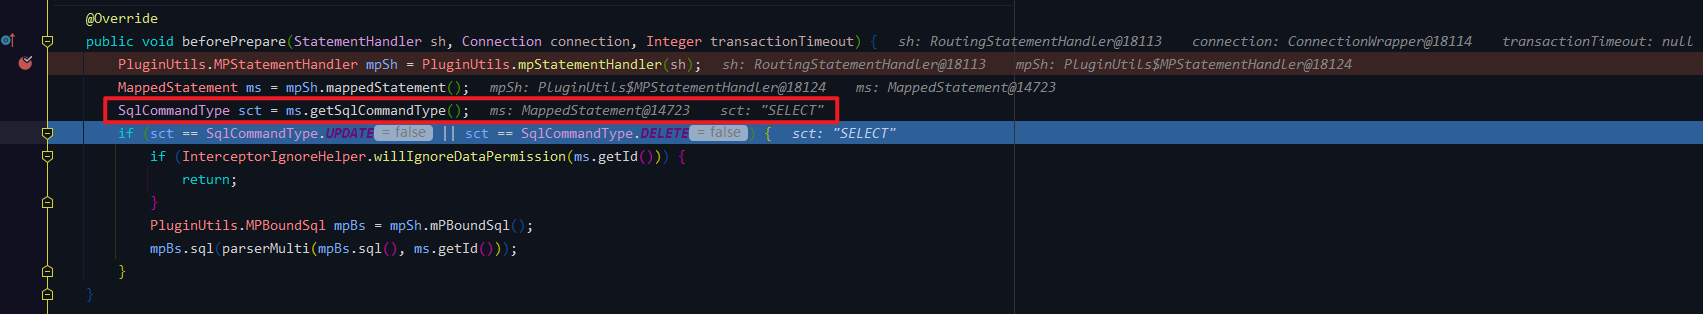 @Override
public void beforePrepare(StatementHandler sh, Connection connection, Integer transactionTimeout) {   sh: RoutingStatementHandler@18113   connection: ConnectionWrapper@18114   transactionTimeout: null
PluginUtils.MPStatementHandler mpSh = PluginUtils.mpStatementHandler(sh);   sh: RoutingStatementHandler@18113   mpSh: PluginUtils$MPStatementHandler@18124
MappedStatement ms = mpSh.mappedStatement();   mpSh: PluginUtils$MPStatementHandler@18124   ms: MappedStatement@14723
SqlCommandType sct = ms.getSqlCommandType();   ms: MappedStatement@14723   sct: "SELECT"
if (sct == SqlCommandType.UPDATE = false || sct == SqlCommandType.DELETE = false ) {   sct: "SELECT"
if (InterceptorIgnoreHelper.willIgnoreDataPermission(ms.getId())) {
return;
}
PluginUtils.MPBoundSql mpBs = mpSh.mPBoundSql();
mpBs.sql(parserMulti(mpBs.sql(), ms.getId()));
}
}